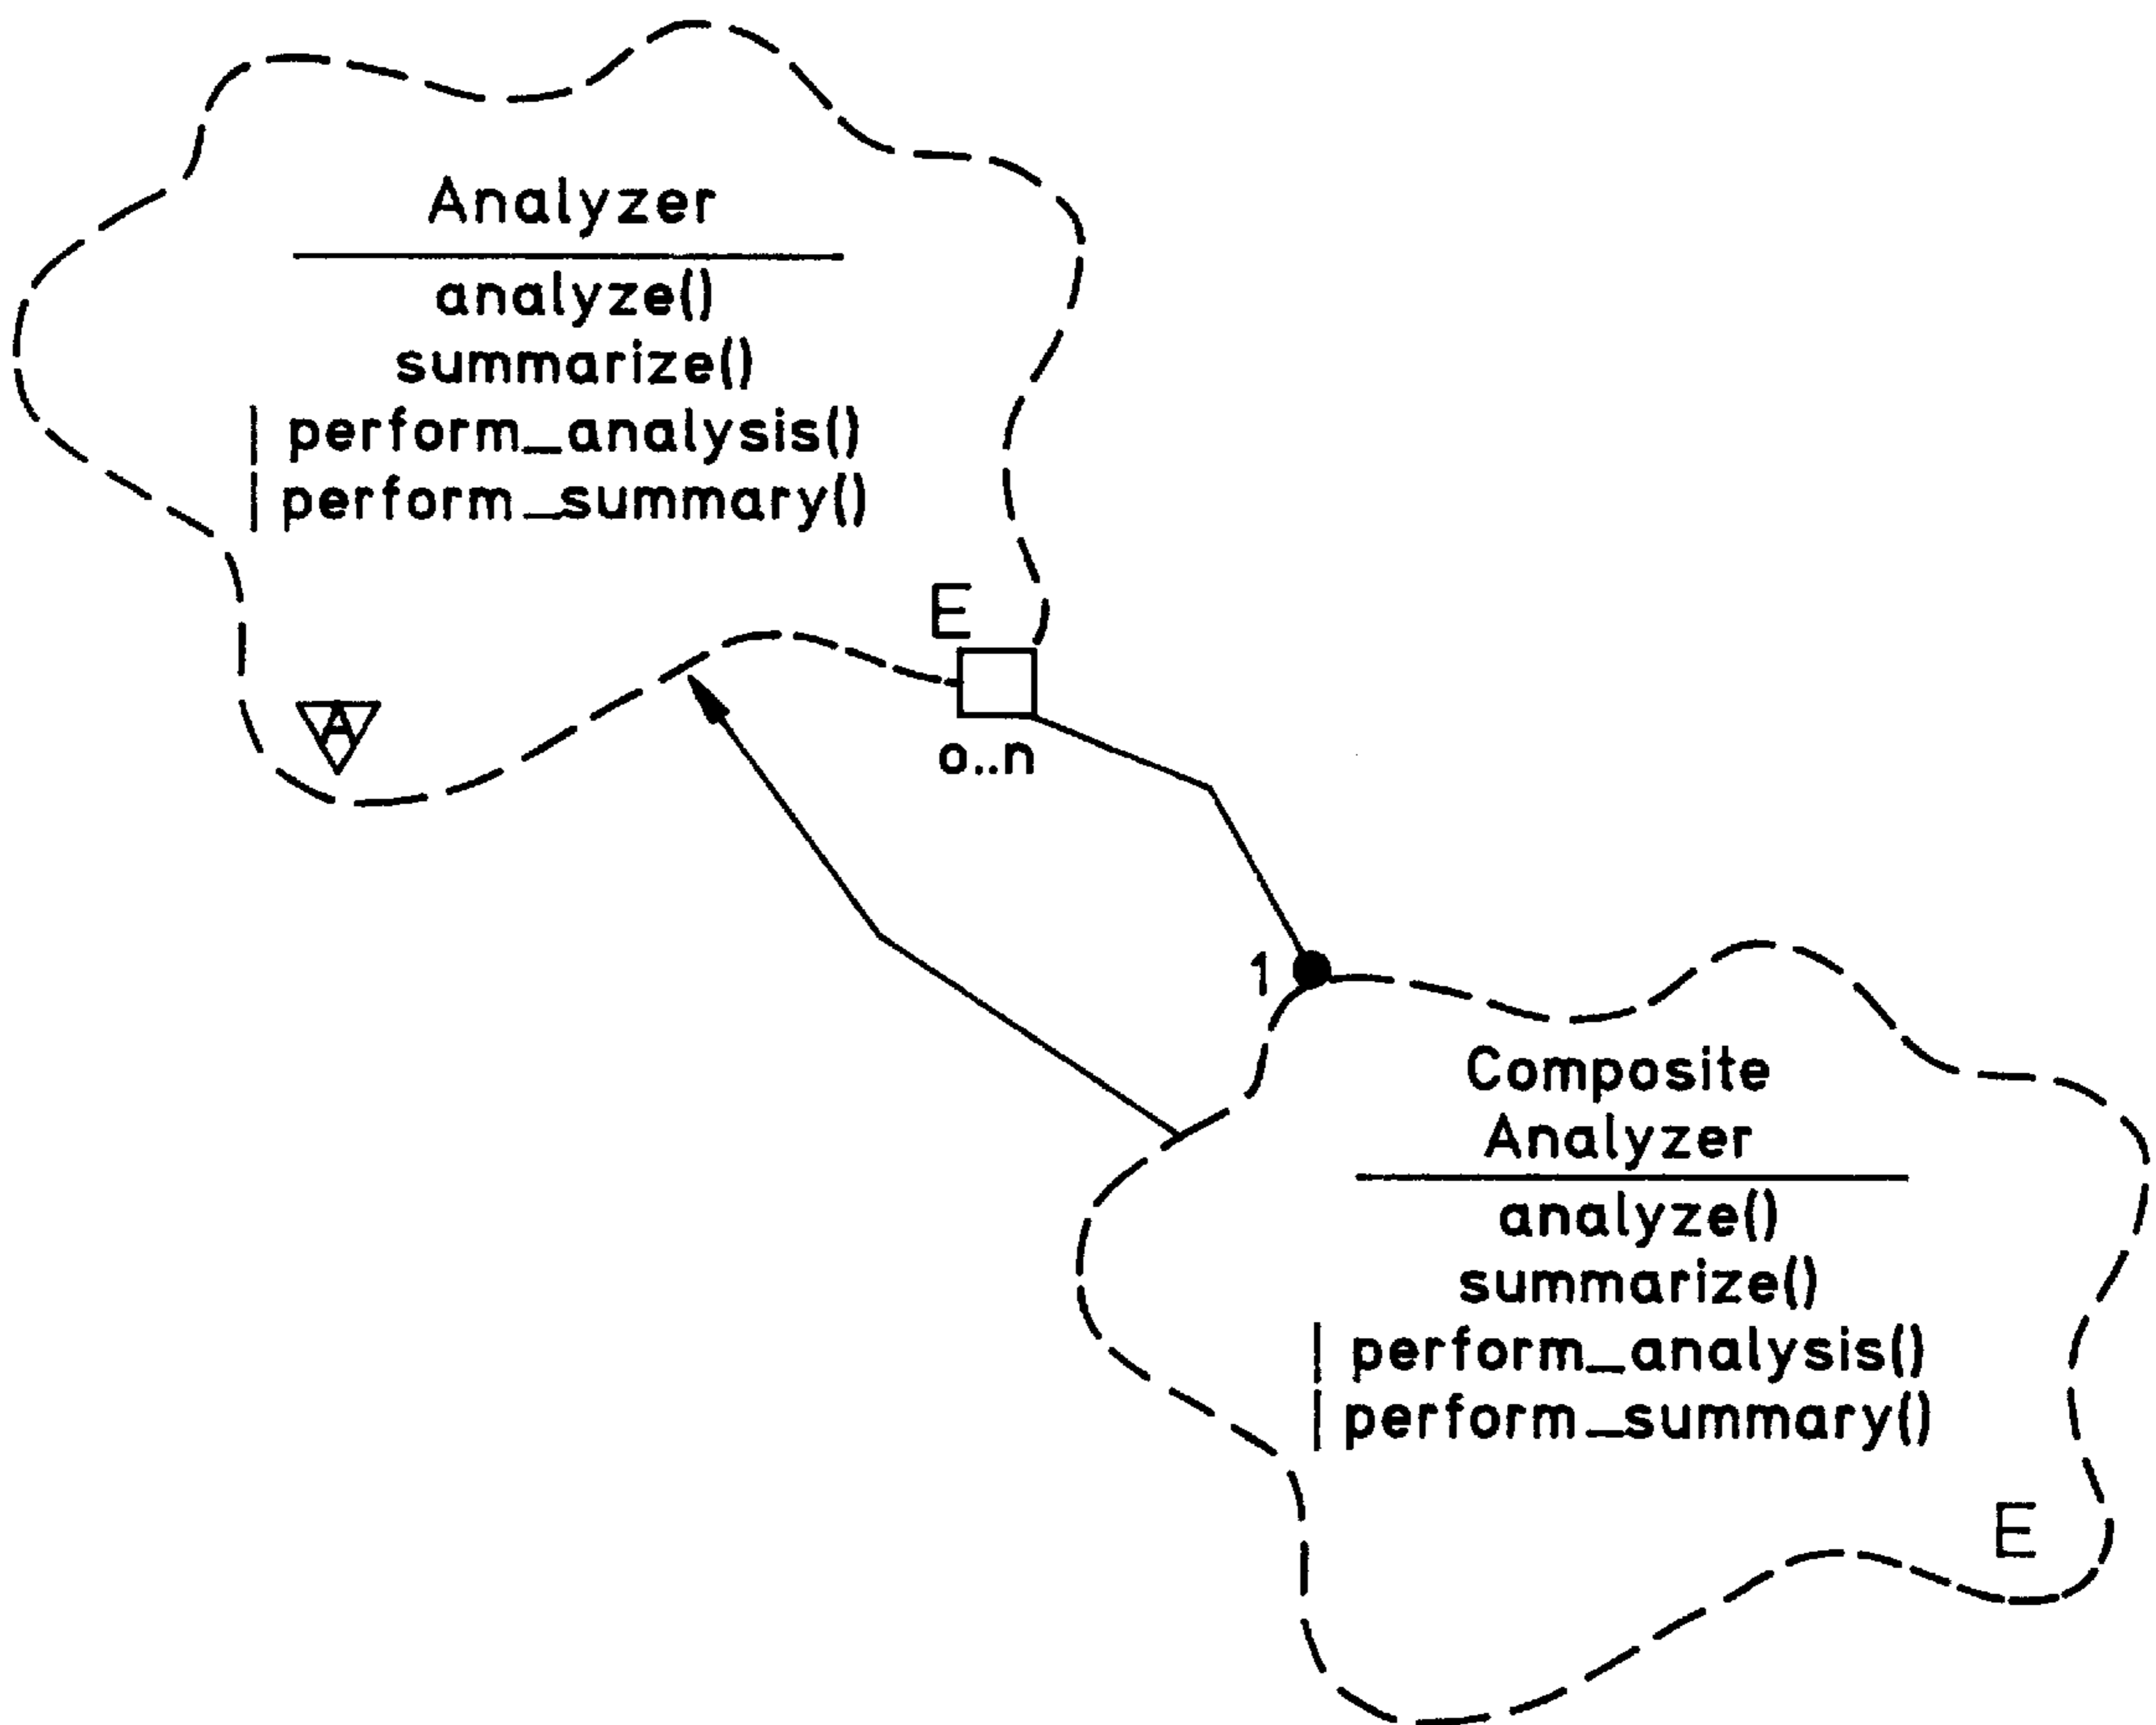 Analyzer
analyze()
summarize()
| perform_analysis()
| perform_summary()
E
A
o..n
1
Composite
Analyzer
analyze()
summarize()
| perform_analysis()
| perform_summary()
E